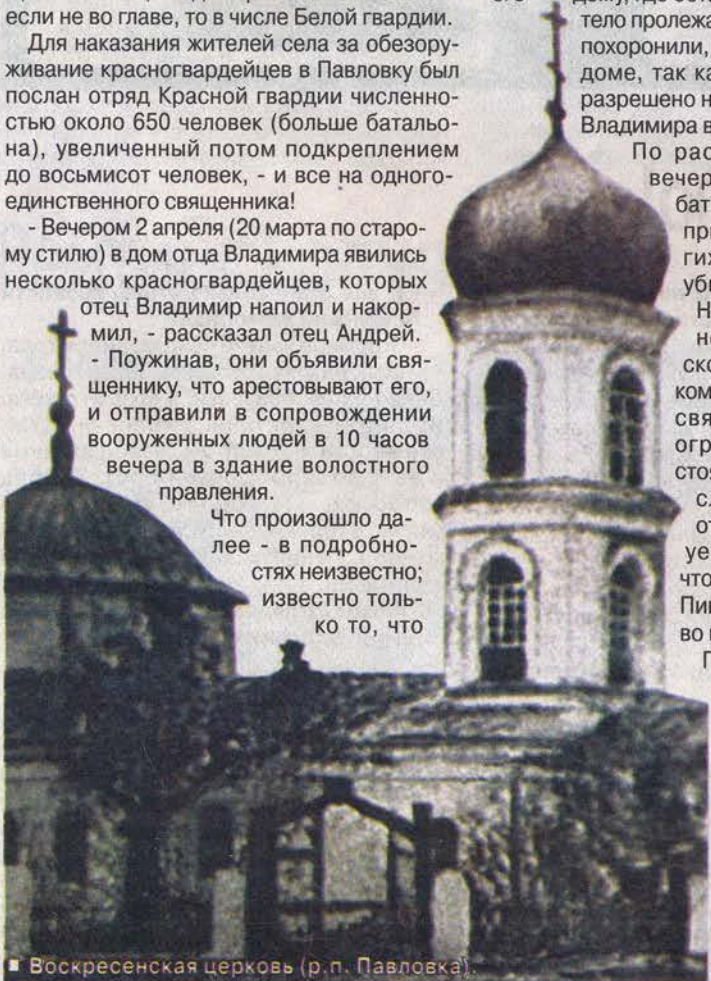 если не во главе, то в числе Белой гвардии.
Для наказания жителей села за обезору-
живание красногвардейцев в Павловку был
послан отряд Красной гвардии численно-
стью около 650 человек (больше батальо-
на), увеличенный потом подкреплением
до восьмисот человек, - и все на одного-
единственного священника!
- Вечером 2 апреля (20 марта по старо-
му стилю) в дом отца Владимира явились
несколько красногвардейцев, которых
отец Владимир напоил и накор-
мил, - рассказал отец Андрей.
- Поужинав, они объявили свя-
щеннику, что арестовывают его,
и отправили в сопровождении
вооруженных людей в 10 часов
вечера в здание волостного
правления.
Что произошло да-
лее - в подробно-
стях неизвестно;
известно толь-
ко то, что
тело пролежа
похоронили,
доме, так ка
разрешено н
Владимира в
По рас
вечер
бат
при
гих
уби
Н
не
ско
ком
свя
огр
стоя
сл
от
уе
что
Пи
во
П
Воскресенская церковь (р.п. Павловка).